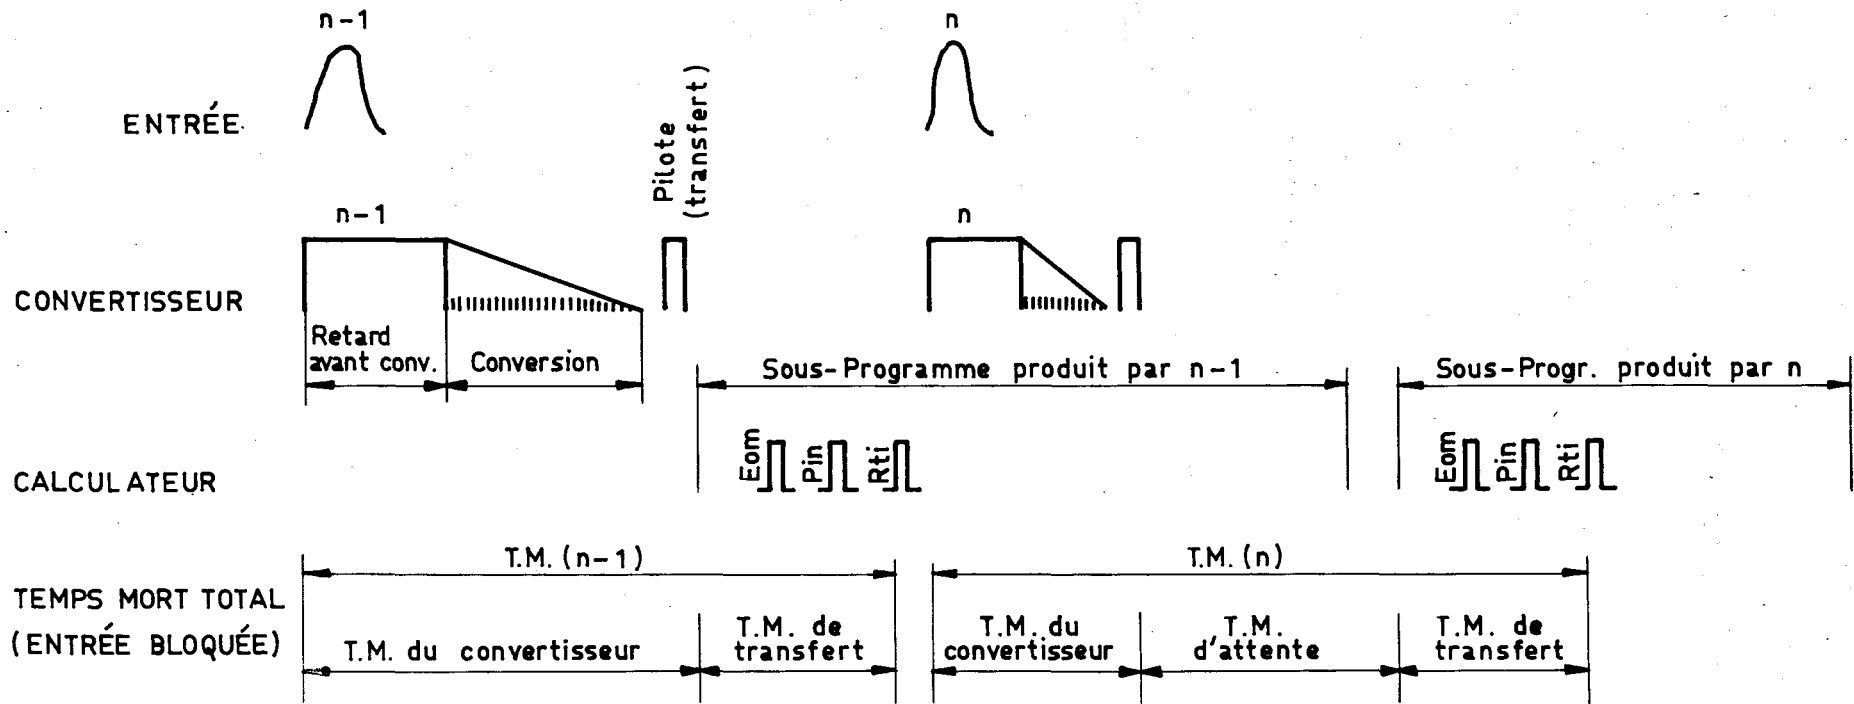 n-1
n
ENTRÉE
Pilote
(transfert)
n-1
n
CONVERTISSEUR
Retard
avant conv.
Conversion
Sous-Programme produit par n-1
Sous-Progr. produit par n
Eom
Pin
Rti
Eom
Pin
Rti
CALCULATEUR
T.M. (n-1)
T.M. (n)
TEMPS MORT TOTAL
(ENTRÉE BLOQUÉE)
T.M. du convertisseur
T.M. de
transfert
T.M. du
convertisseur
T.M.
d'attente
T.M. de
transfert